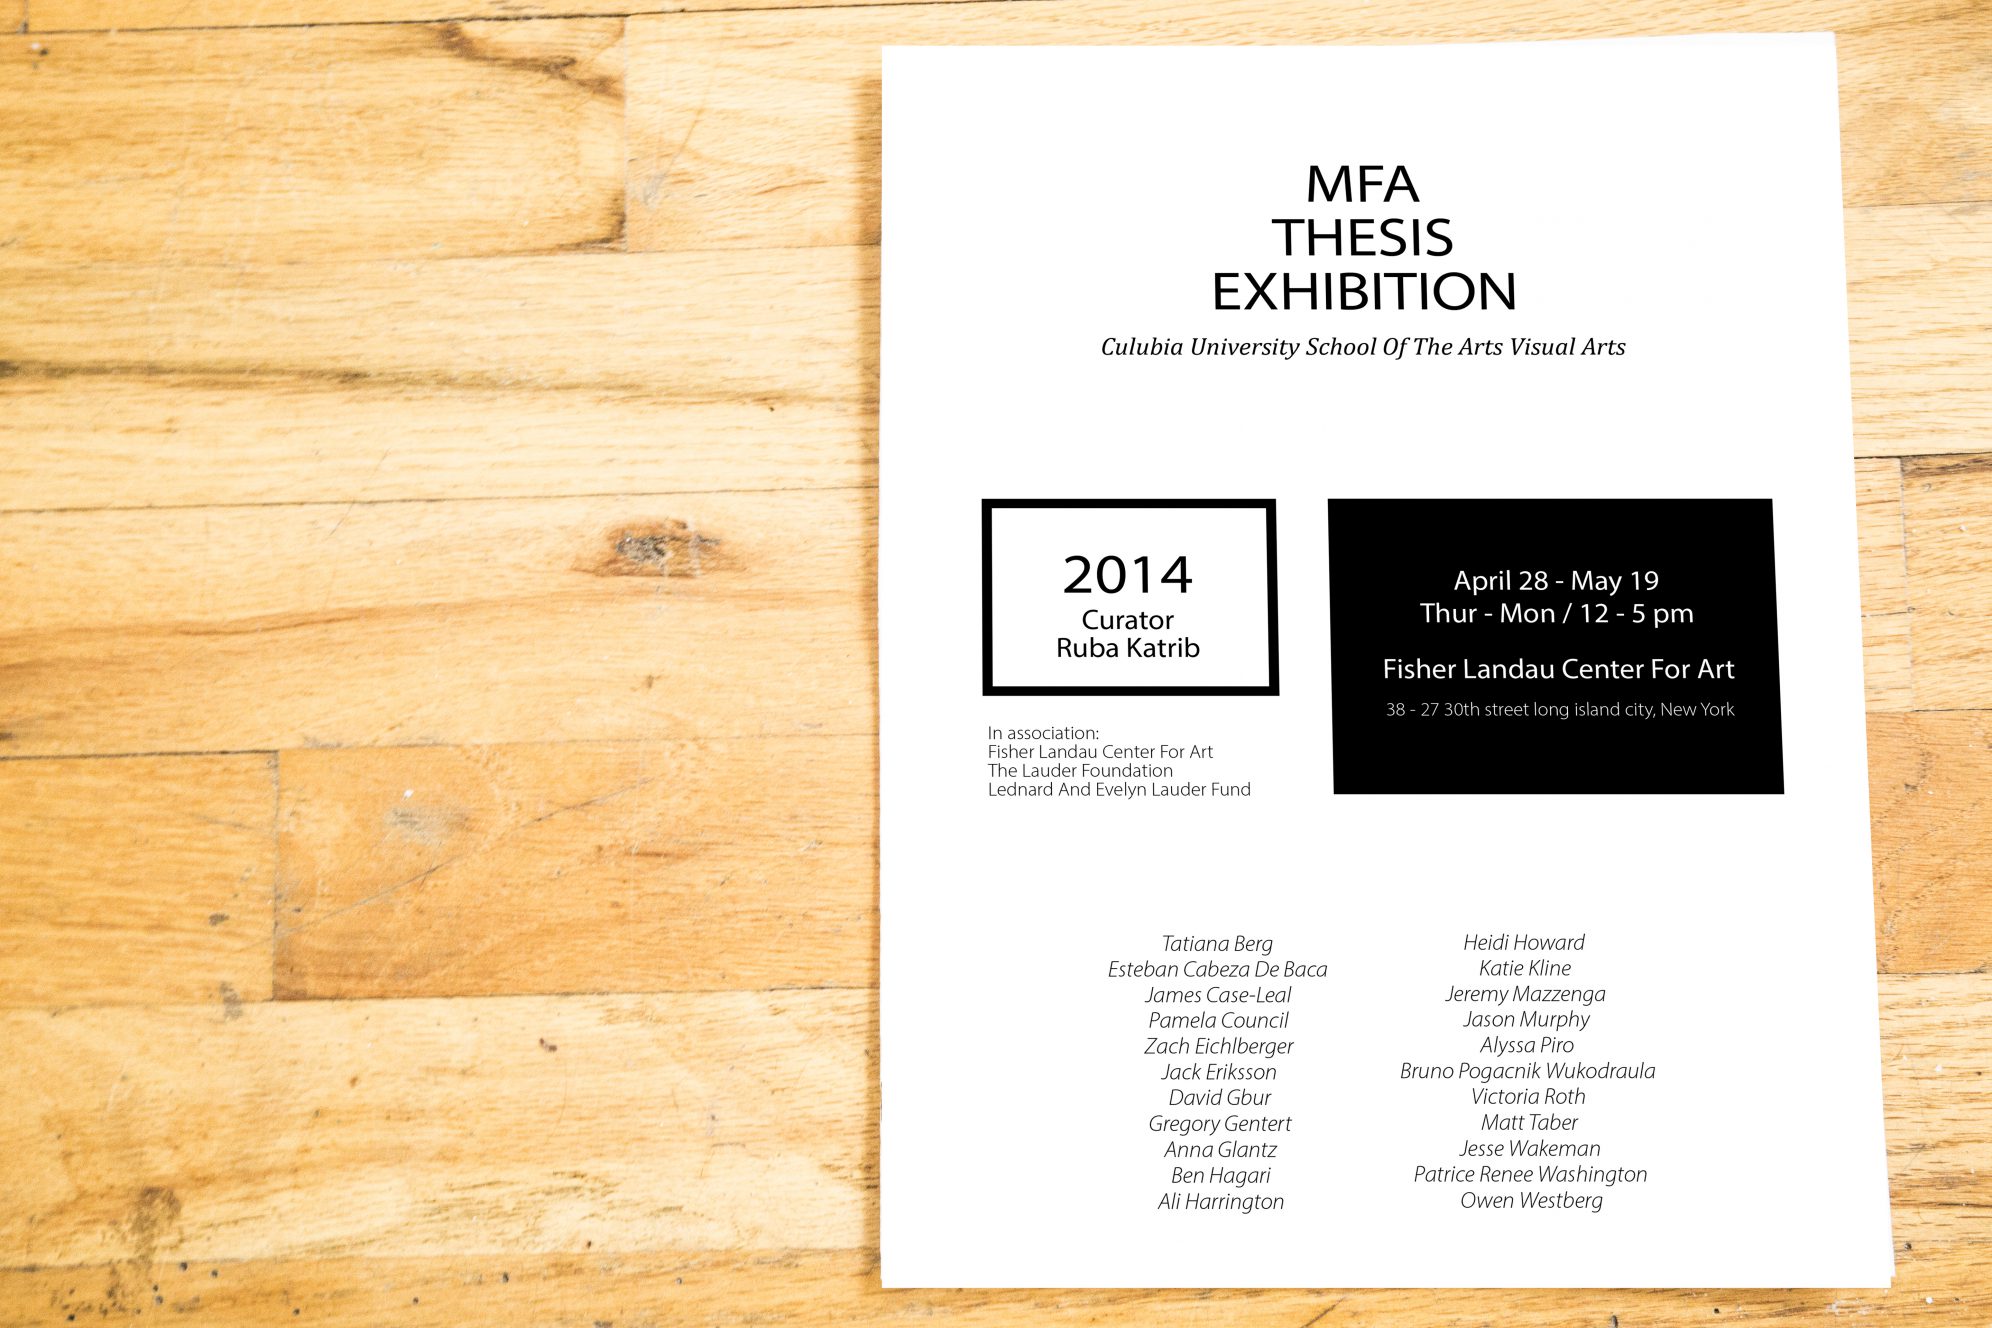 MFA
THESIS
EXHIBITION
Culubia University School Of The Arts Visual Arts
2014
Curator
Ruba Katrib
In association:
Fisher Landau Center For Art
The Lauder Foundation
Lednard And Evelyn Lauder Fund
April 28 - May 19
Thur - Mon / 12 - 5 pm
Fisher Landau Center For Art
38 - 27 30th street long island city, New York
Tatiana Berg
Esteban Cabeza De Baca
James Case-Leal
Pamela Council
Zach Eichlberger
Jack Eriksson
David Gbur
Gregory Gentert
Anna Glantz
Ben Hagari
Ali Harrington
Heidi Howard
Katie Kline
Jeremy Mazzenga
Jason Murphy
Alyssa Piro
Bruno Pogacnik Wukodraula
Victoria Roth
Matt Taber
Jesse Wakeman
Patrice Renee Washington
Owen Westberg